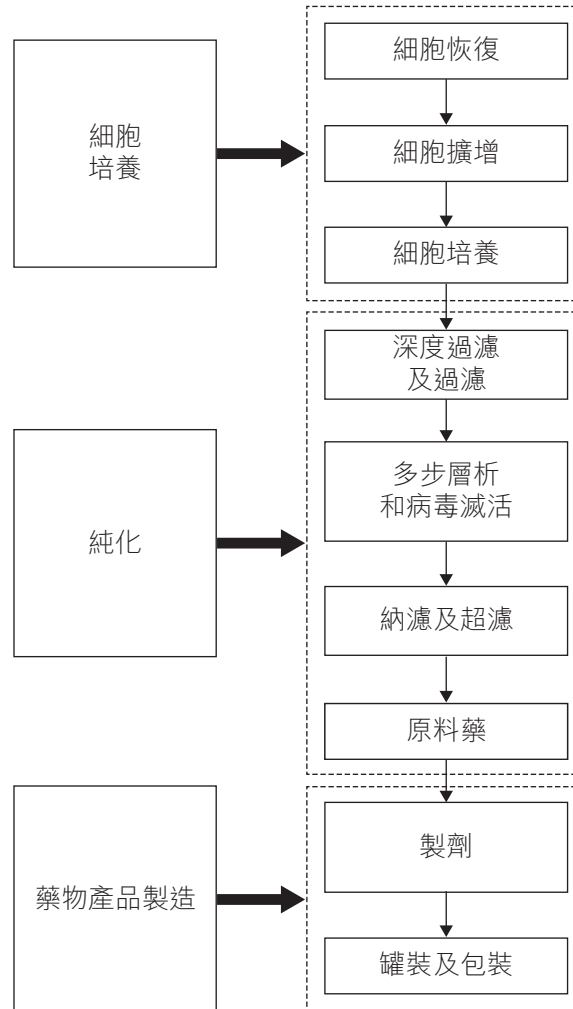 細胞
培養
細胞恢復
細胞擴增
細胞培養
純化
深度過濾
及過濾
多步層析
和病毒滅活
納濾及超濾
原料藥
藥物產品製造
製劑
罐裝及包裝